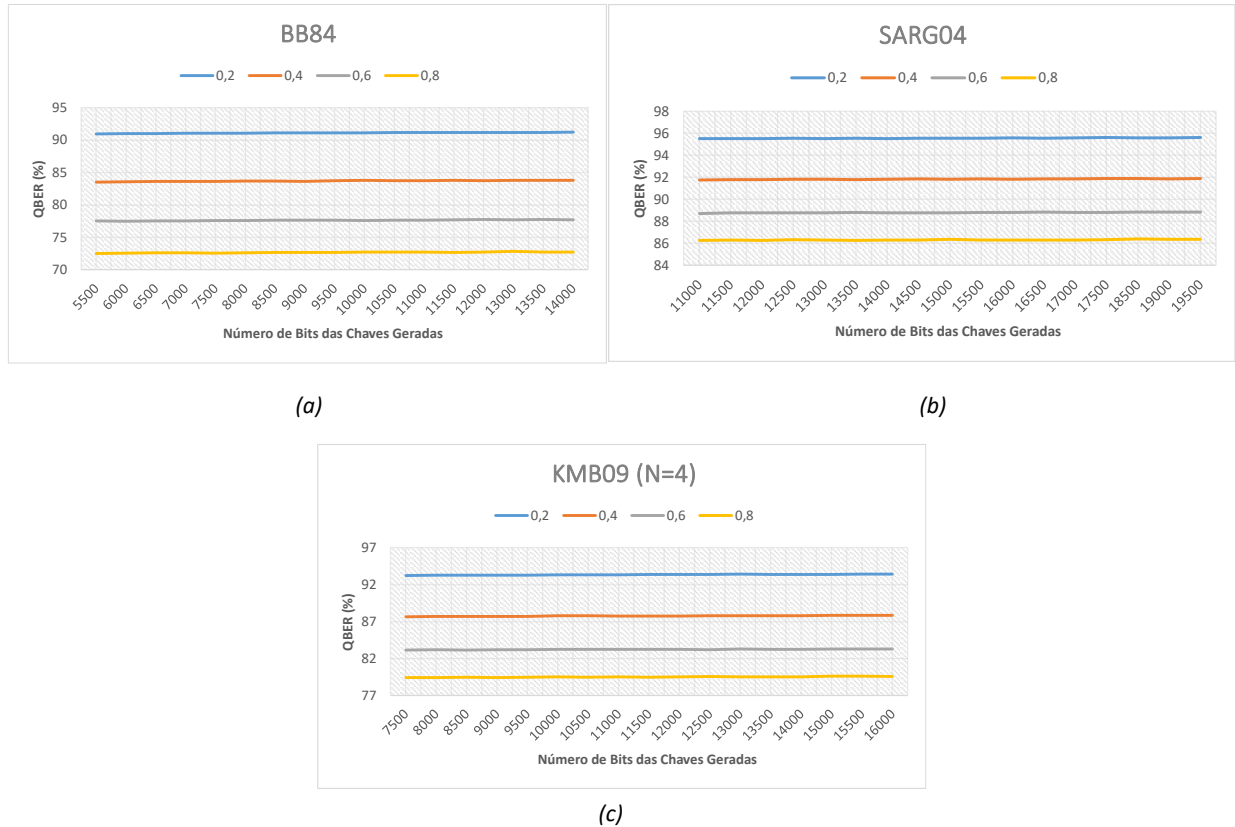 BB84
0,2 0,4 0,6 0,8
QBER (%)
95
90
85
80
75
70
5500 6000 6500 7000 7500 8000 8500 9000 9500 10000 10500 11000 11500 12000 13000 13500 14000
Número de Bits das Chaves Geradas
(a)
SARG04
0,2 0,4 0,6 0,8
QBER (%)
98
96
94
92
90
88
86
84
11000 11500 12000 12500 13000 13500 14000 14500 15000 15500 16000 16500 17000 17500 18500 19000 19500
Número de Bits das Chaves Geradas
(b)
KMB09 (N=4)
0,2 0,4 0,6 0,8
QBER (%)
97
92
87
82
77
7500 8000 8500 9000 9500 10000 10500 11000 11500 12000 12500 13000 13500 14000 15000 15500 16000
Número de Bits das Chaves Geradas
(c)